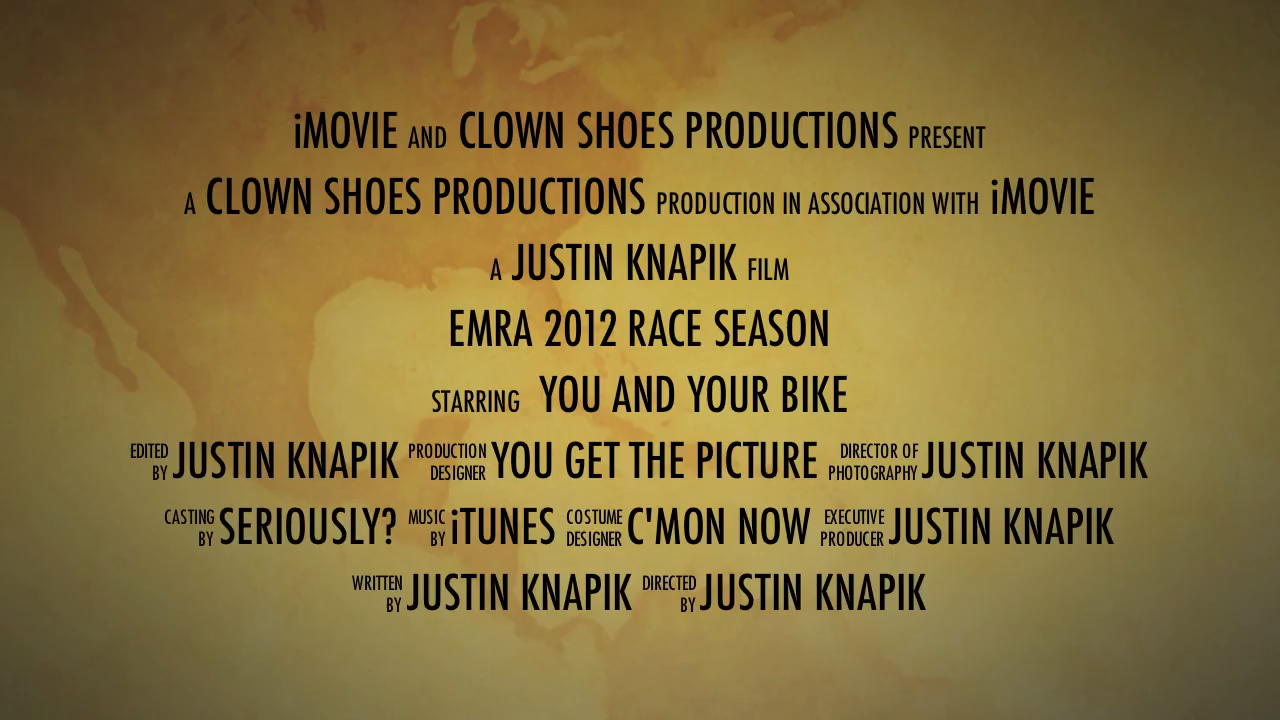 iMOVIE AND CLOWN SHOES PRODUCTIONS PRESENT
A CLOWN SHOES PRODUCTIONS PRODUCTION IN ASSOCIATION WITH iMOVIE
A JUSTIN KNAPIK FILM
EMRA 2012 RACE SEASON
STARRING YOU AND YOUR BIKE
EDITED BY JUSTIN KNAPIK PRODUCTION DESIGNER YOU GET THE PICTURE DIRECTOR OF PHOTOGRAPHY JUSTIN KNAPIK
CASTING BY SERIOUSLY? MUSIC BY iTUNES COSTUME DESIGNER C'MON NOW EXECUTIVE PRODUCER JUSTIN KNAPIK
WRITTEN BY JUSTIN KNAPIK DIRECTED BY JUSTIN KNAPIK